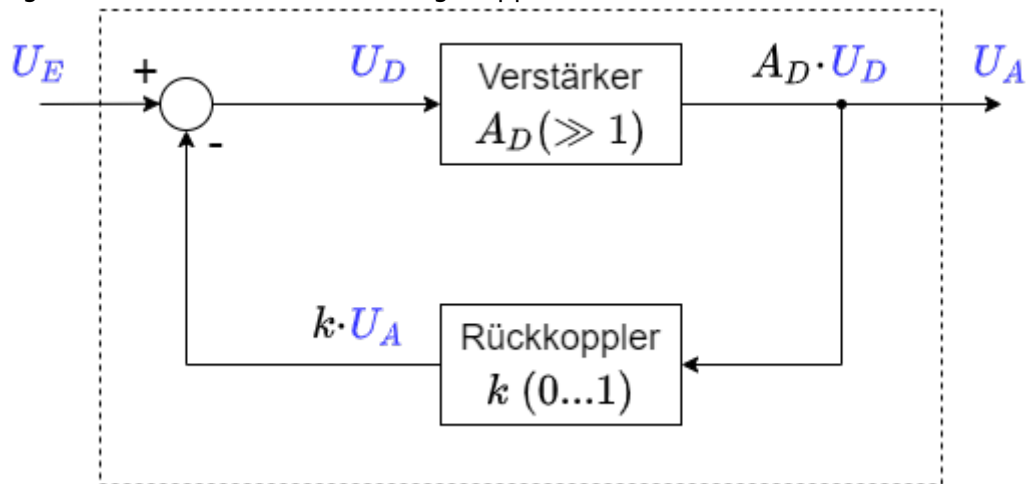 U_E
+
U_D
Verstärker
A_D(≫ 1)
A_D·U_D
U_A
-
k·U_A
Rückkoppler
k (0...1)